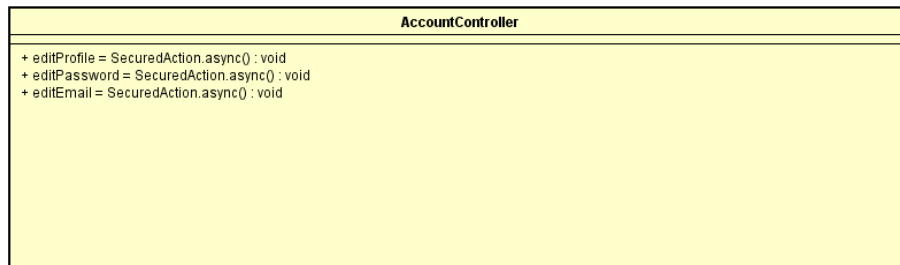 AccountController
+ editProfile = SecuredAction.async() : void
+ editPassword = SecuredAction.async() : void
+ editEmail = SecuredAction.async() : void